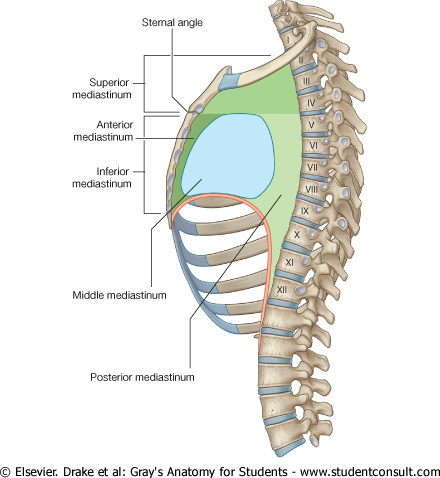 Sternal angle
Superior
mediastinum
Anterior
mediastinum
Inferior
mediastinum
Middle mediastinum
Posterior mediastinum
I
II
III
IV
V
VI
VII
VIII
IX
X
XI
XII
© Elsevier. Drake et al: Gray's Anatomy for Students - www.studentconsult.com